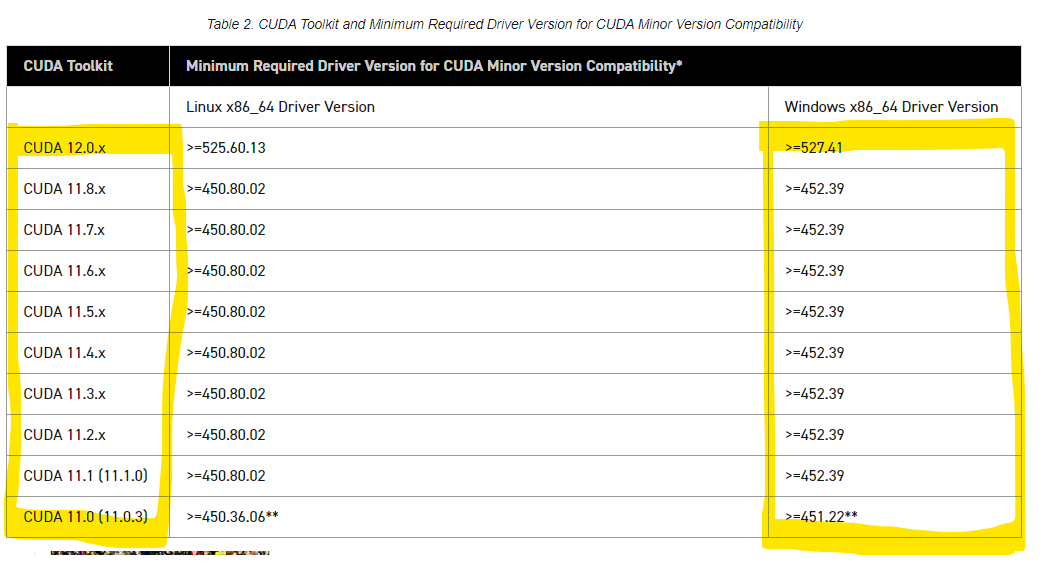 Table 2. CUDA Toolkit and Minimum Required Driver Version for CUDA Minor Version Compatibility
CUDA Toolkit Minimum Required Driver Version for CUDA Minor Version Compatibility*
Linux x86_64 Driver Version Windows x86_64 Driver Version
CUDA 12.0.x >=525.60.13 >=527.41
CUDA 11.8.x >=450.80.02 >=452.39
CUDA 11.7.x >=450.80.02 >=452.39
CUDA 11.6.x >=450.80.02 >=452.39
CUDA 11.5.x >=450.80.02 >=452.39
CUDA 11.4.x >=450.80.02 >=452.39
CUDA 11.3.x >=450.80.02 >=452.39
CUDA 11.2.x >=450.80.02 >=452.39
CUDA 11.1 (11.1.0) >=450.80.02 >=452.39
CUDA 11.0 (11.0.3) >=450.36.06** >=451.22**